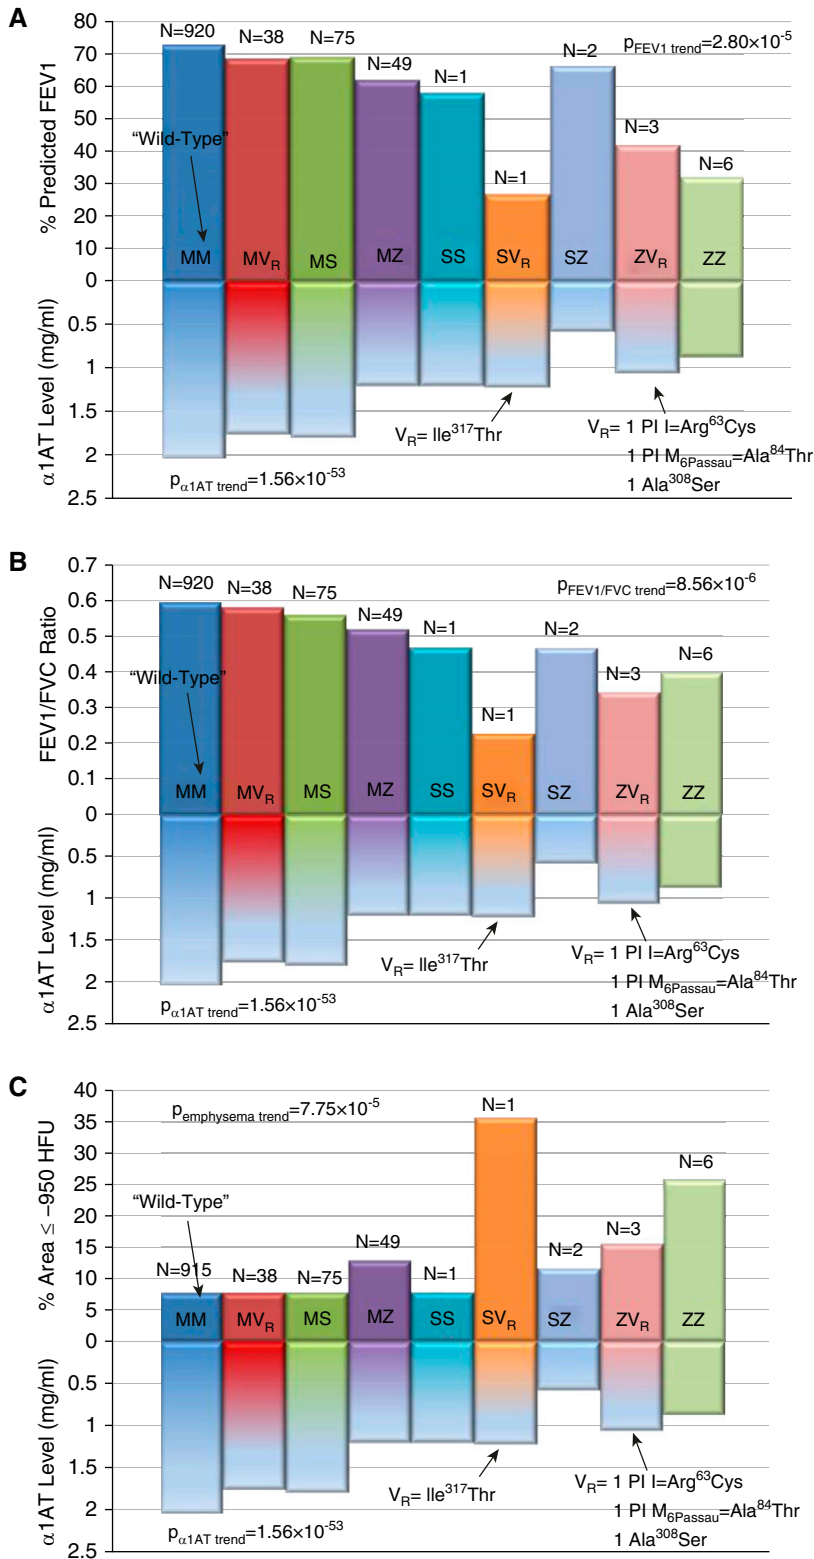 A
% Predicted FEV1
α1AT Level (mg/ml)
80
70
60
50
40
30
20
10
0
0.5
1
1.5
2
2.5
N=920
N=38
N=75
N=49
N=1
N=1
N=2
N=3
N=6
pFEV1 trend=2.80×10-5
“Wild-Type”
MM
MVR
MS
MZ
SS
SVR
SZ
ZVR
ZZ
VR= Ile317Thr
VR= 1 PI I=Arg63Cys
1 PI M6Passau=Ala84Thr
1 Ala308Ser
pα1AT trend=1.56×10-53
B
FEV1/FVC Ratio
α1AT Level (mg/ml)
0.7
0.6
0.5
0.4
0.3
0.2
0.1
0
0.5
1
1.5
2
2.5
N=920
N=38
N=75
N=49
N=1
N=1
N=2
N=3
N=6
pFEV1/FVC trend=8.56×10-6
“Wild-Type”
MM
MVR
MS
MZ
SS
SVR
SZ
ZVR
ZZ
VR= Ile317Thr
VR= 1 PI I=Arg63Cys
1 PI M6Passau=Ala84Thr
1 Ala308Ser
pα1AT trend=1.56×10-53
C
% Area ≤ −950 HFU
α1AT Level (mg/ml)
40
35
30
25
20
15
10
5
0
0.5
1
1.5
2
2.5
pemphysema trend=7.75×10-5
“Wild-Type”
N=915
N=38
N=75
N=49
N=1
N=1
N=2
N=3
N=6
MM
MVR
MS
MZ
SS
SVR
SZ
ZVR
ZZ
VR= Ile317Thr
VR= 1 PI I=Arg63Cys
1 PI M6Passau=Ala84Thr
1 Ala308Ser
pα1AT trend=1.56×10-53